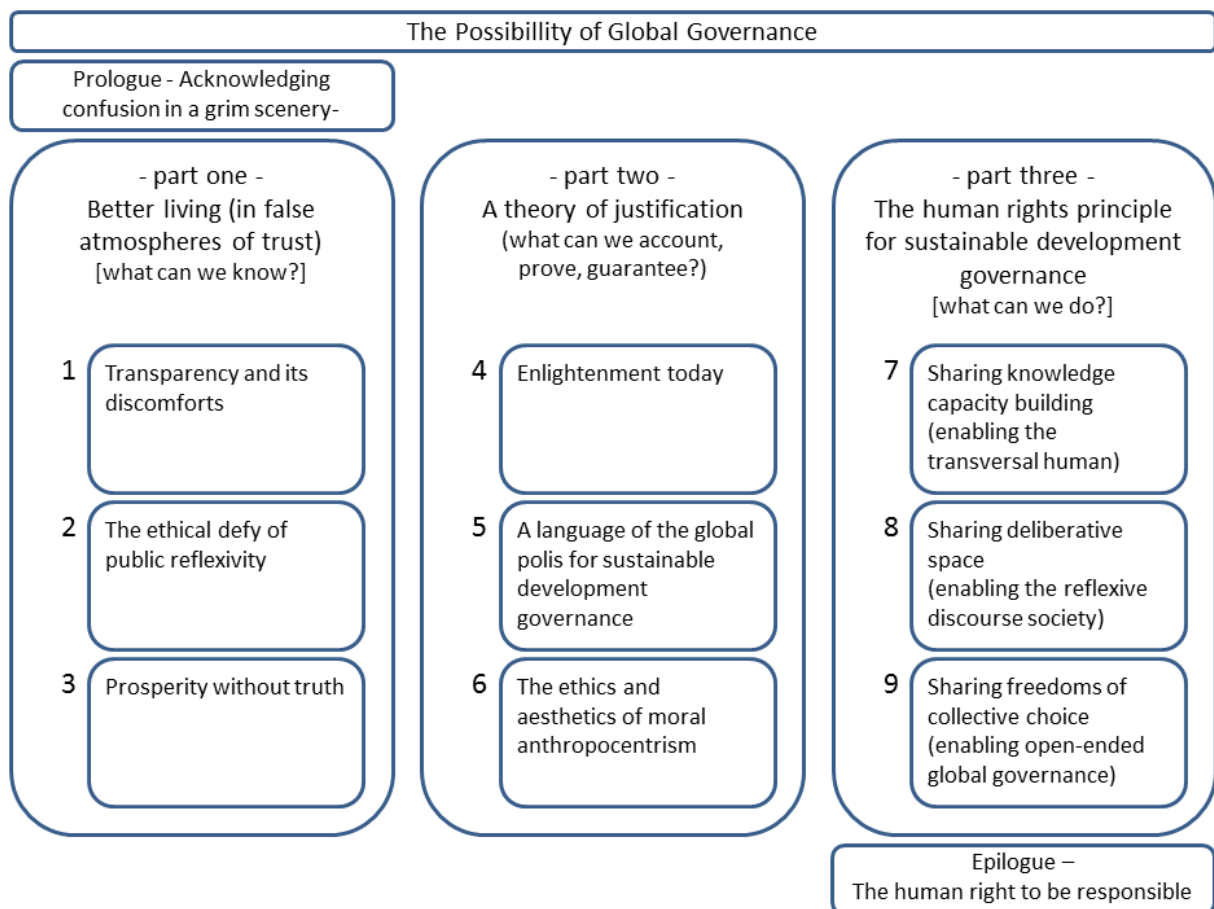 The Possibillity of Global Governance
Prologue - Acknowledging
confusion in a grim scenery-
- part one -
Better living (in false
atmospheres of trust)
[what can we know?]
1
Transparency and its
discomforts
2
The ethical defy of
public reflexivity
3
Prosperity without truth
- part two -
A theory of justification
(what can we account,
prove, guarantee?)
4
Enlightenment today
5
A language of the global
polis for sustainable
development
governance
6
The ethics and
aesthetics of moral
anthropocentrism
- part three -
The human rights principle
for sustainable development
governance
[what can we do?]
7
Sharing knowledge
capacity building
(enabling the
transversal human)
8
Sharing deliberative
space
(enabling the reflexive
discourse society)
9
Sharing freedoms of
collective choice
(enabling open-ended
global governance)
Epilogue –
The human right to be responsible